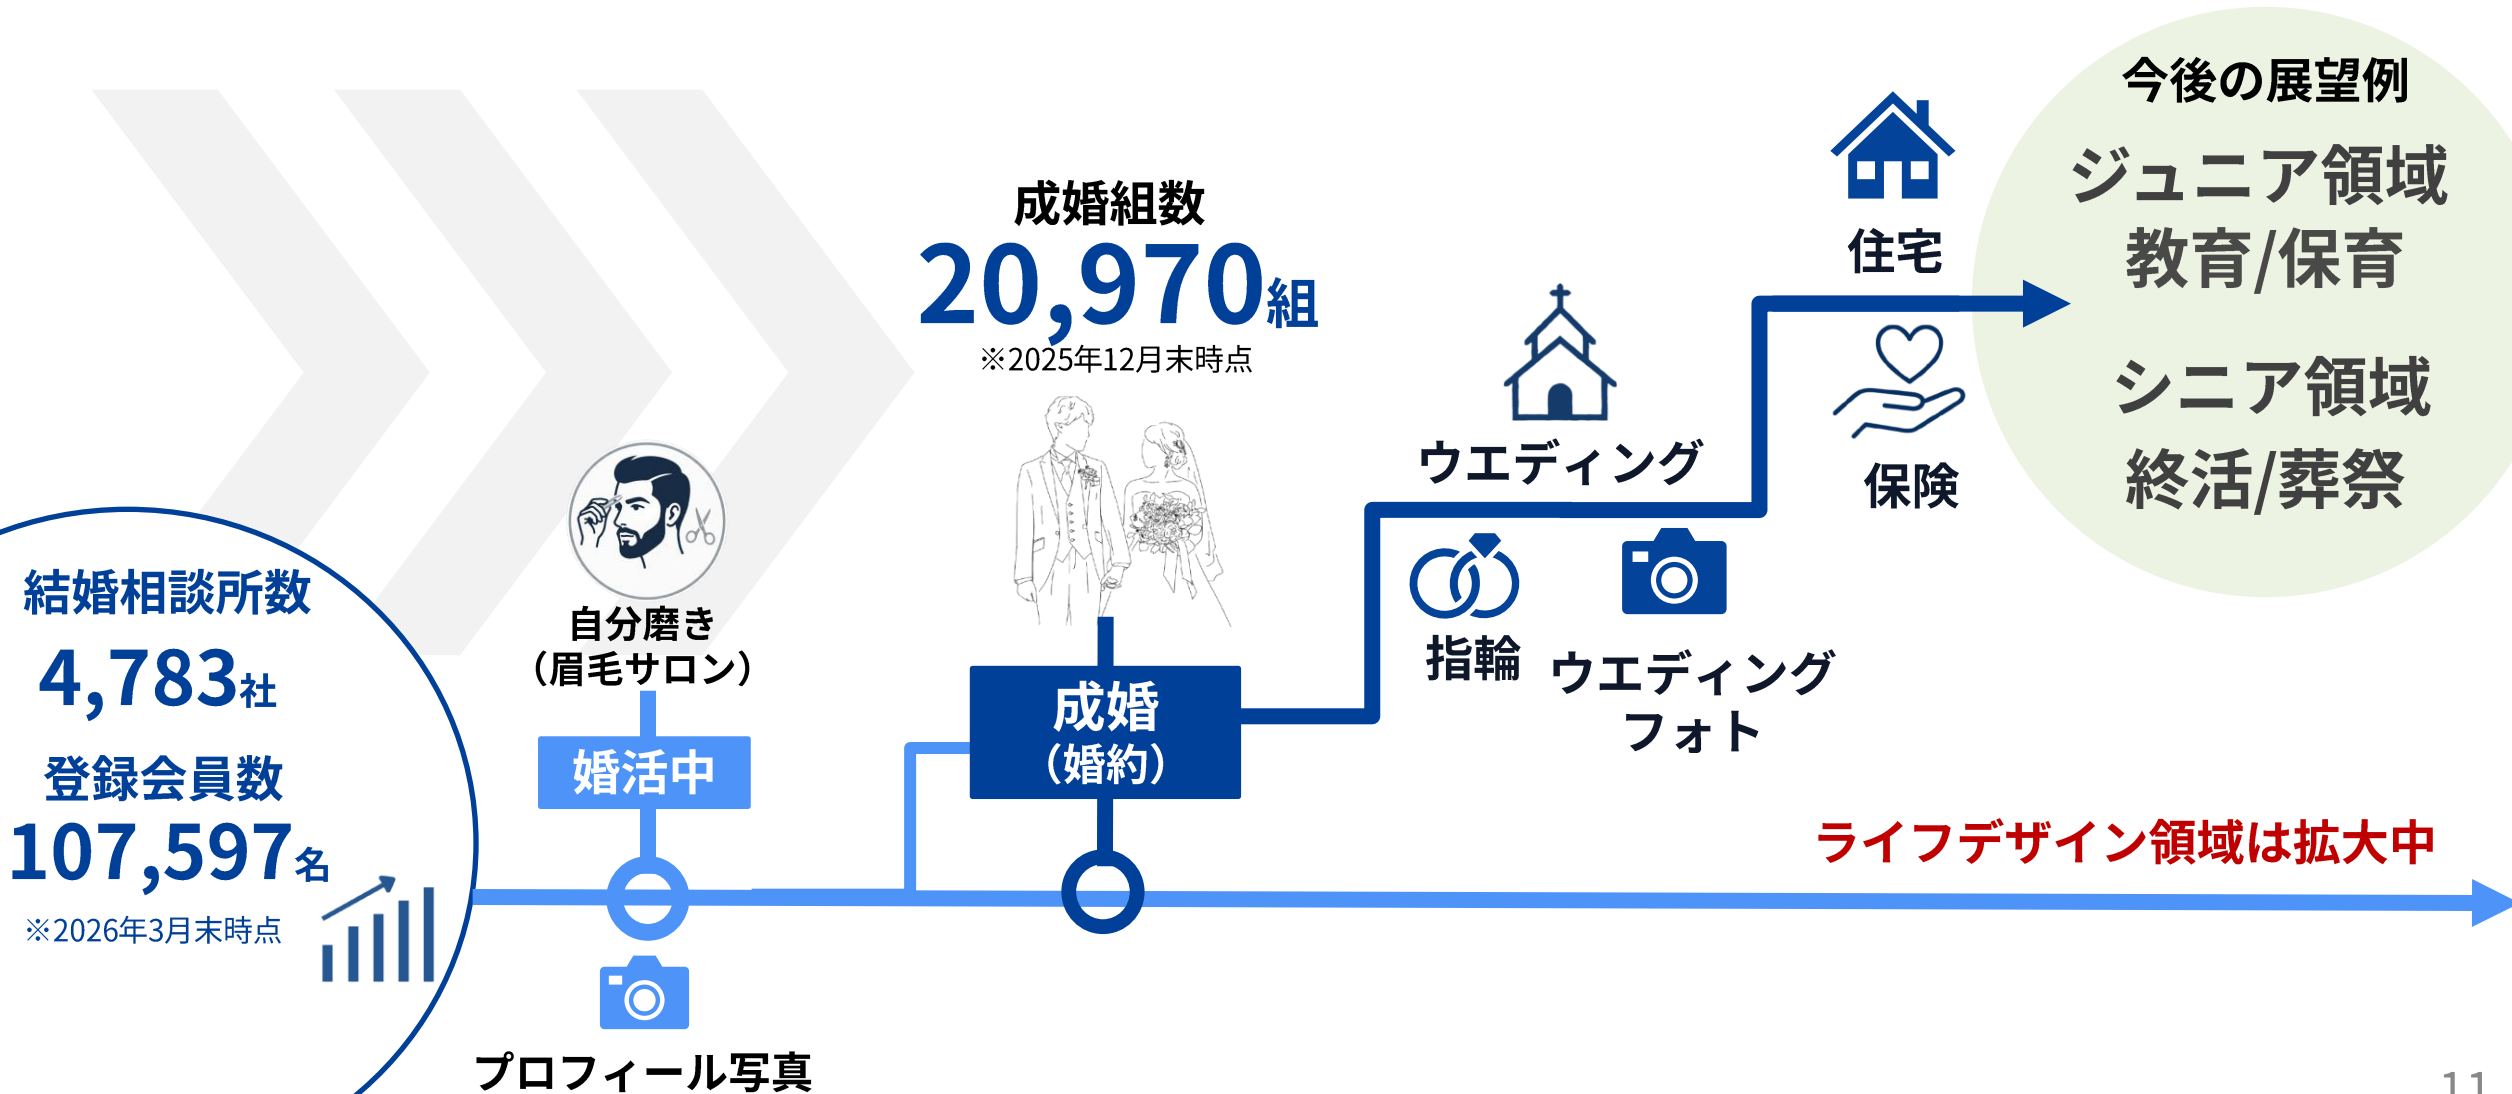 結婚相談所数
4,783社
登録会員数
107,597名
※2026年3月末時点
自分磨き
(眉毛サロン)
婚活中
プロフィール写真
成婚組数
20,970組
※2025年12月末時点
成婚
(婚約)
ウエディング
指輪
ウエディング
フォト
住宅
保険
今後の展望例
ジュニア領域
教育/保育
シニア領域
終活/葬祭
ライフデザイン領域は拡大中
11